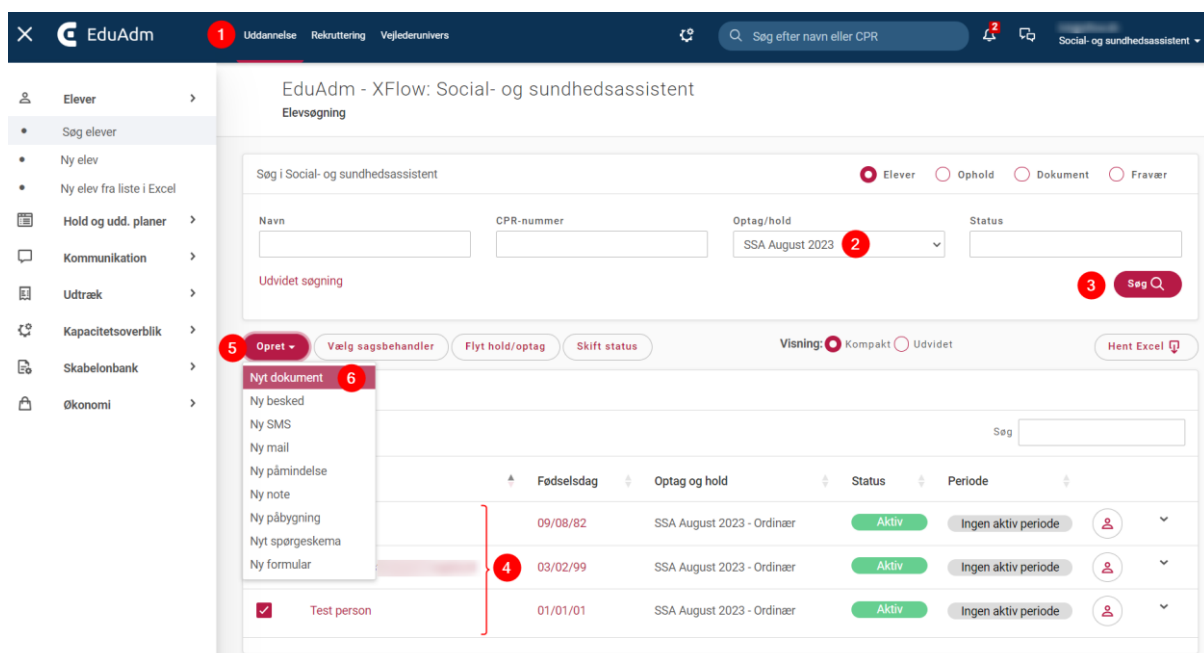 EduAdm
1 Uddannelse Rekruttering Vejlederunivers
Søg efter navn eller CPR
2
Social- og sundhedsassistent
Elever
Søg elever
Ny elev
Ny elev fra liste i Excel
Hold og udd. planer
Kommunikation
Udtræk
Kapacitetsoverblik
Skabelonbank
Økonomi
EduAdm - XFlow: Social- og sundhedsassistent
Elevsøgning
Søg i Social- og sundhedsassistent
Elever Ophold Dokument Fravær
Navn CPR-nummer Optag/hold Status
SSA August 2023 2
Udvidet søgning
3 Søg
5 Opret Vælg sagsbehandler Flyt hold/optag Skift status Visning: Kompakt Udvidet Hent Excel
Nyt dokument 6
Ny besked
Ny SMS
Ny mail
Ny påmindelse
Ny note
Ny påbygning
Nyt spørgeskema
Ny formular
Søg
Fødselsdag Optag og hold Status Periode
09/08/82 SSA August 2023 - Ordinær Aktiv Ingen aktiv periode
4 03/02/99 SSA August 2023 - Ordinær Aktiv Ingen aktiv periode
Test person 01/01/01 SSA August 2023 - Ordinær Aktiv Ingen aktiv periode